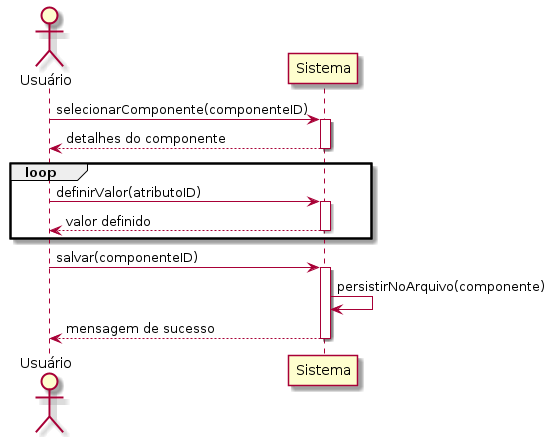 Usuário
Sistema
selecionarComponente(componenteID)
detalhes do componente
loop
definirValor(atributoID)
valor definido
salvar(componenteID)
persistirNoArquivo(componente)
mensagem de sucesso
Usuário
Sistema